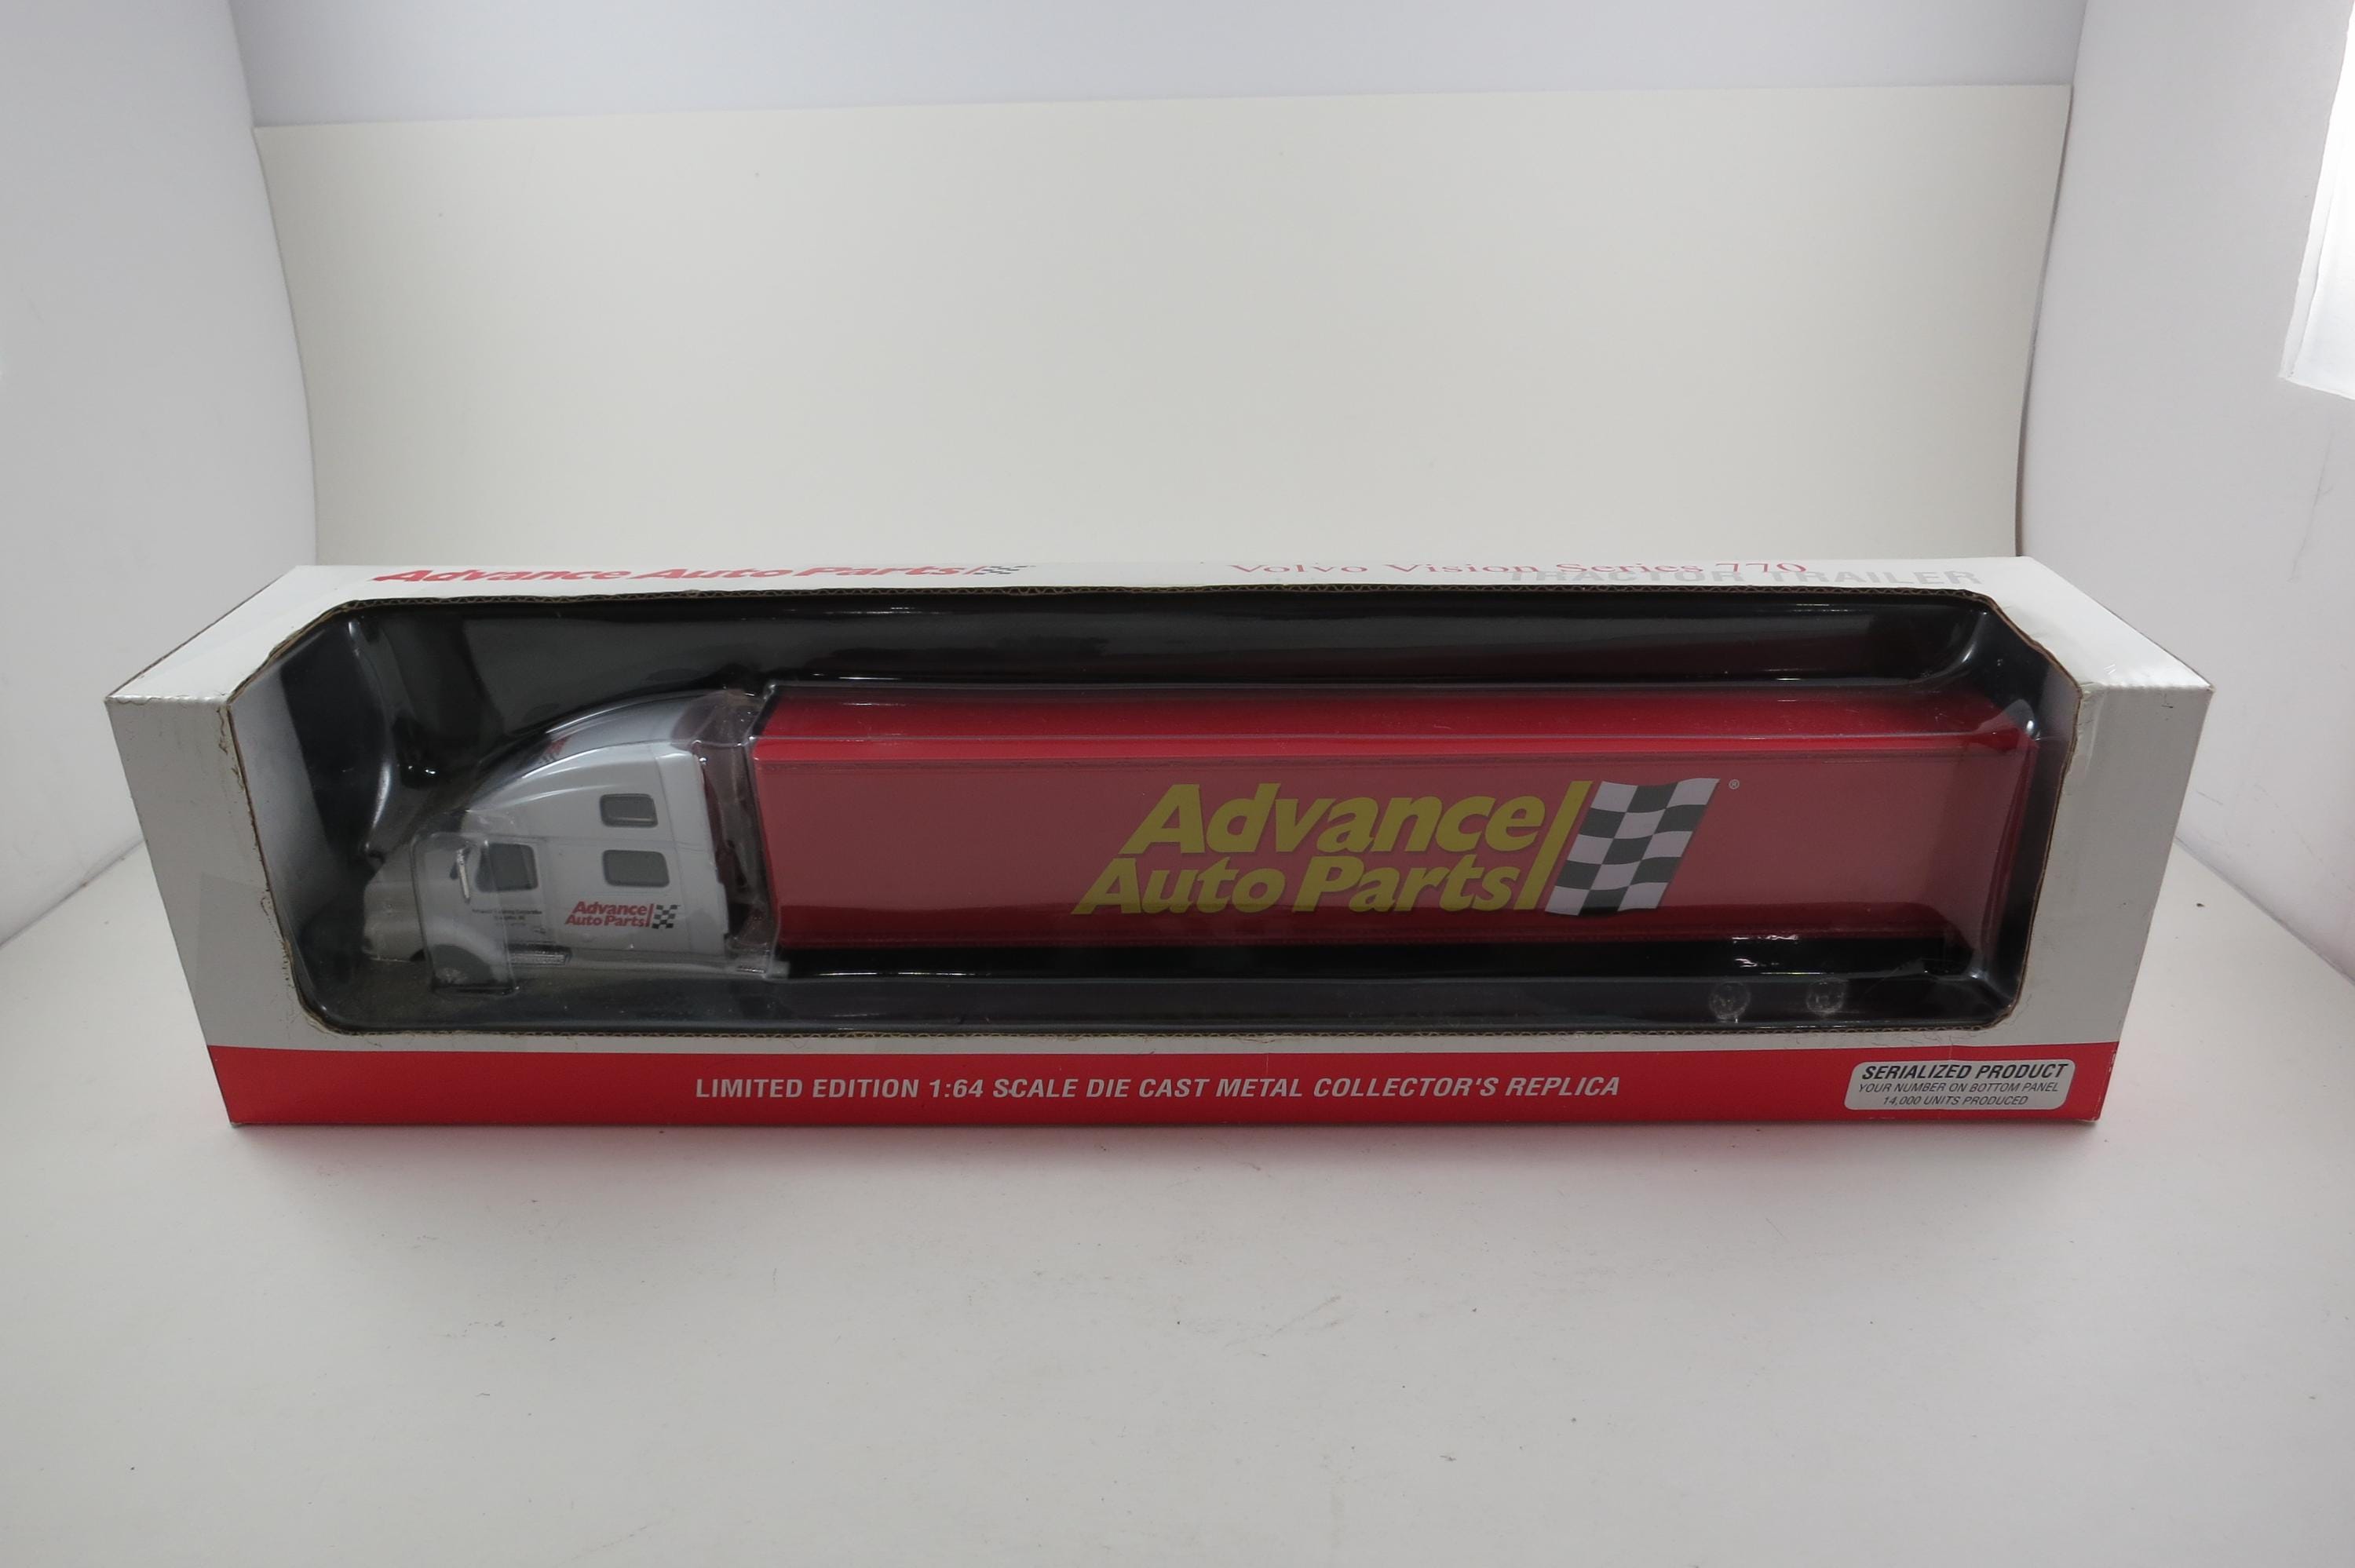 Advance Auto Parts
Volvo Vision Series 770
TRACTOR TRAILER
Advance
Auto Parts
®
Advance
Auto Parts
LIMITED EDITION 1:64 SCALE DIE CAST METAL COLLECTOR'S REPLICA
SERIALIZED PRODUCT
YOUR NUMBER ON BOTTOM PANEL
14,000 UNITS PRODUCED